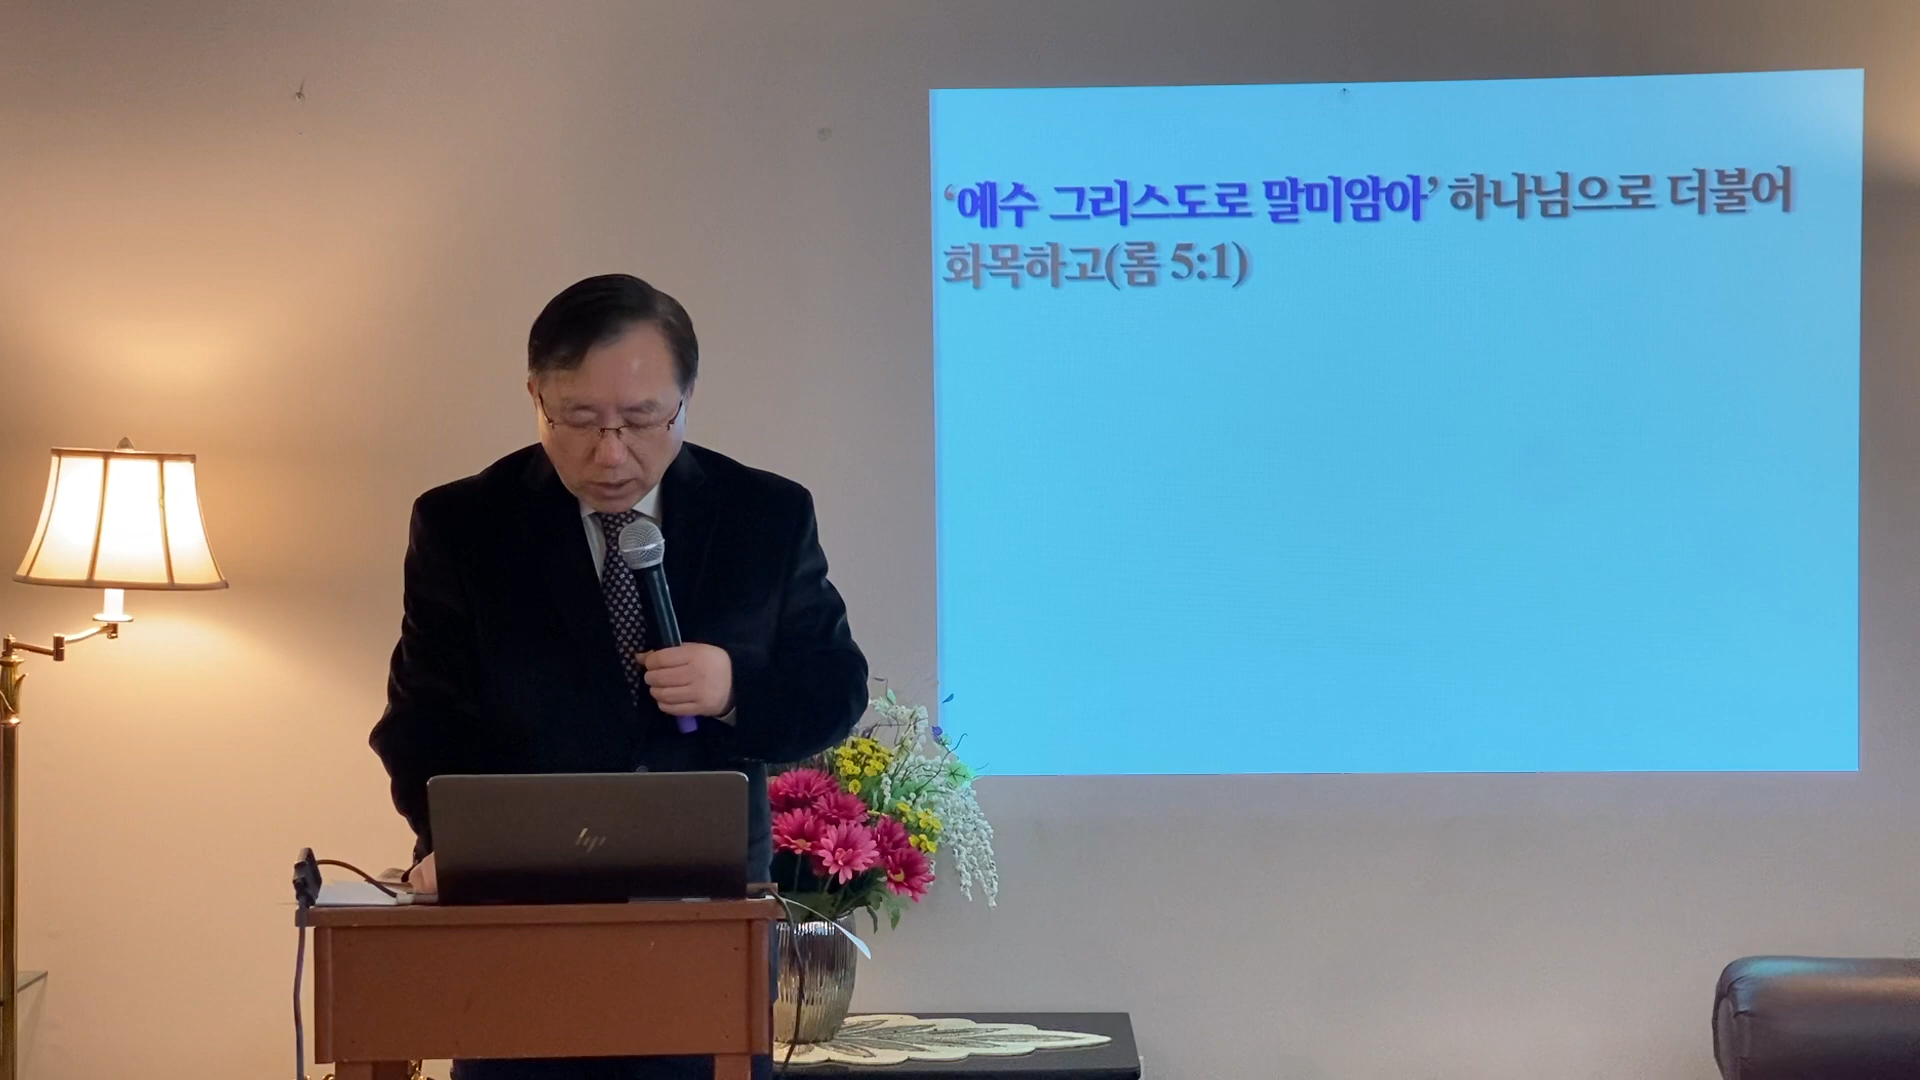 ‘예수 그리스도로 말미암아’ 하나님으로 더불어
화목하고(롬 5:1)
hp